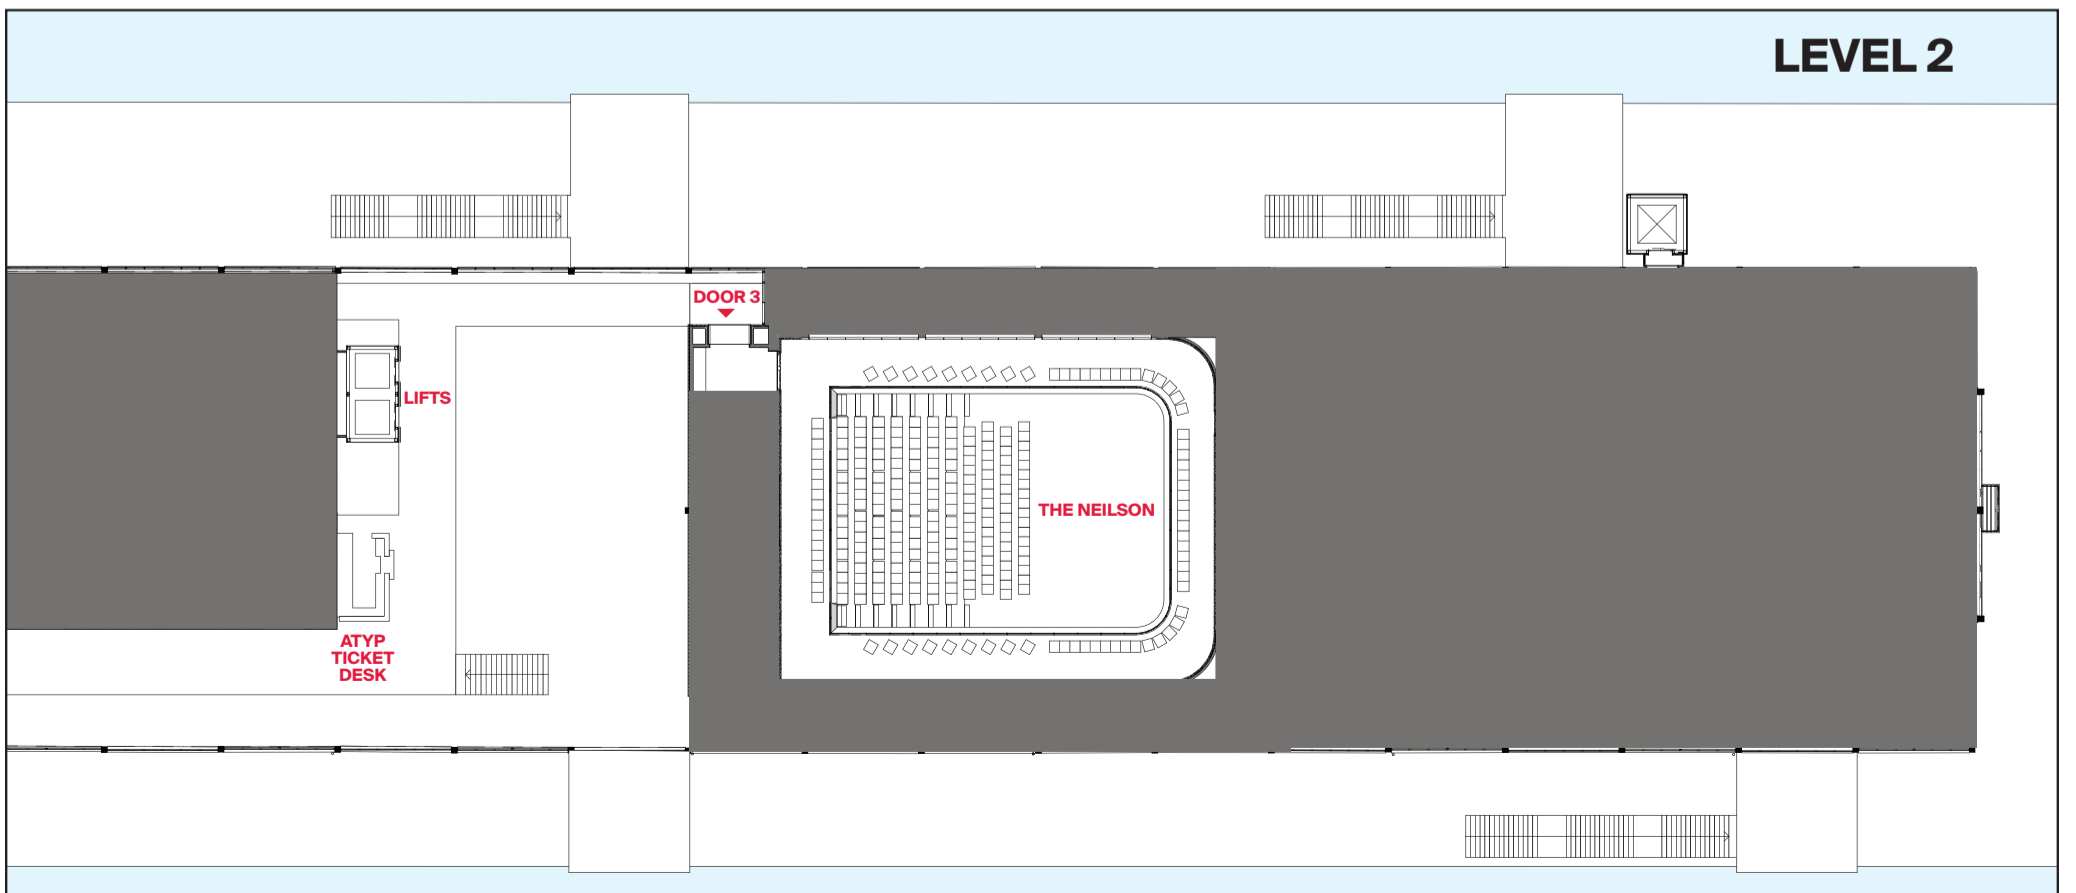 LEVEL 2
DOOR 3
LIFTS
THE NEILSON
ATYP
TICKET
DESK